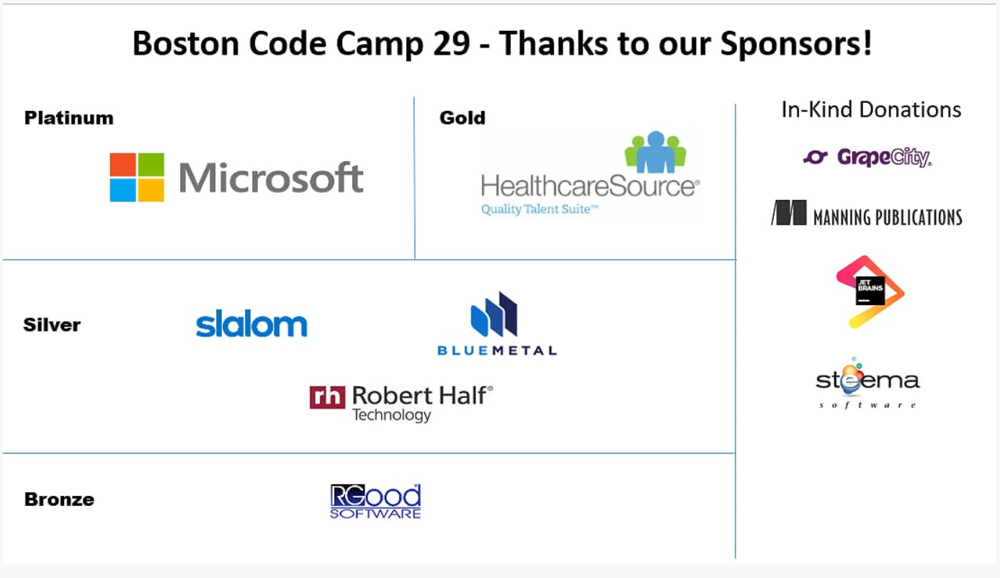 Boston Code Camp 29 - Thanks to our Sponsors!
Platinum
Microsoft
Gold
HealthcareSource®
Quality Talent Suite™
In-Kind Donations
GrapeCity®
MANNING PUBLICATIONS
JET
BRAINS
steema
software
Silver
slalom
BLUEMETAL
rh Robert Half®
Technology
Bronze
RGood
SOFTWARE